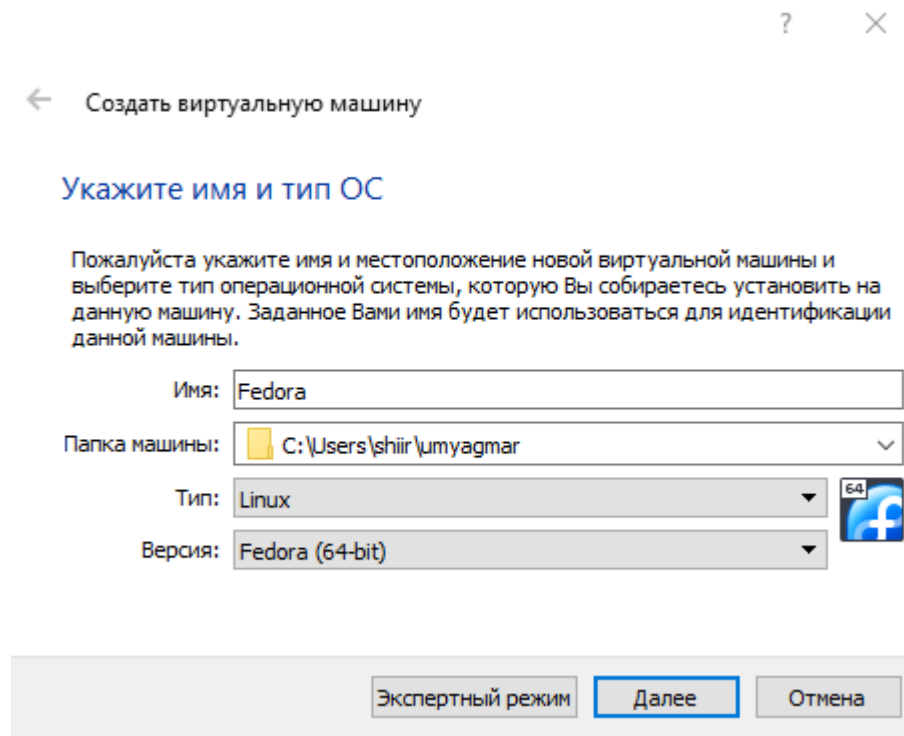 ?
Создать виртуальную машину
Укажите имя и тип ОС
Пожалуйста укажите имя и местоположение новой виртуальной машины и
выберите тип операционной системы, которую Вы собираетесь установить на
данную машину. Заданное Вами имя будет использоваться для идентификации
данной машины.
Имя: Fedora
Папка машины: C:\Users\shiir\umyagmar
Тип: Linux
64
Версия: Fedora (64-bit)
Экспертный режим Далее Отмена